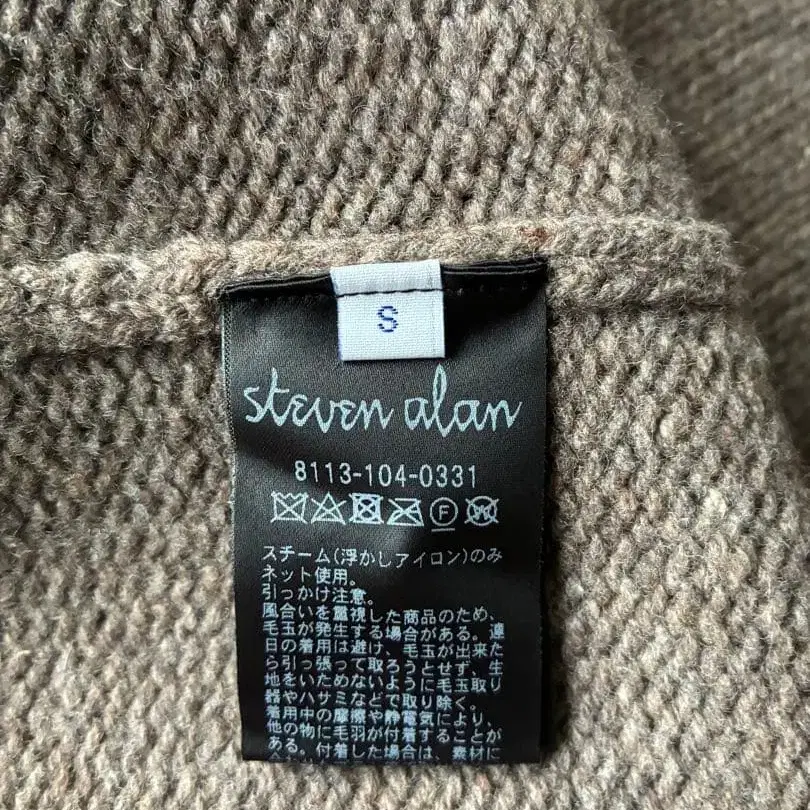 S
steven alan
8113-104-0331
F W
スチーム(浮かしアイロン)のみ
ネット使用。
引っかけ注意。
風合いを重視した商品のため、
毛玉が発生する場合がある。連
日の着用は避け、毛玉が出来た
ら引っ張って取ろうとせず、生
地をいためないように毛玉取り
器やハサミなどで取り除く。
着用中の摩擦や静電気により、
他の物に毛羽が付着することが
ある。付着した場合は、素材に